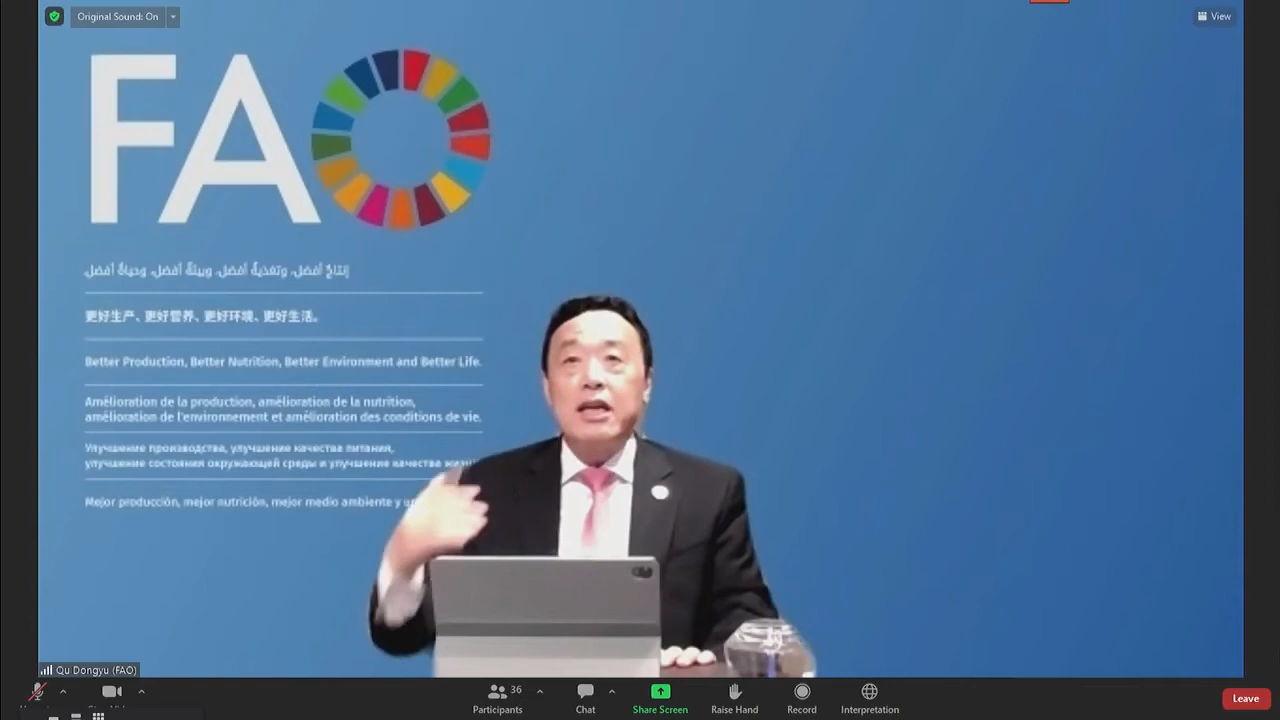 Original Sound: On
View
FAO
إنتاجٌ أفضل، وتغذيةٌ أفضل، وبيئةٌ أفضل، وحياةٌ أفضل.
更好生产、更好营养、更好环境、更好生活。
Better Production, Better Nutrition, Better Environment and Better Life.
Amélioration de la production, amélioration de la nutrition,
amélioration de l'environnement et amélioration des conditions de vie.
Улучшение производства, улучшение качества питания,
улучшение состояния окружающей среды и улучшение качества
Mejor producción, mejor nutrición, mejor medio ambiente y
Qu Dongyu (FAO)
36
Participants
Chat
Share Screen
Raise Hand
Record
Interpretation
Leave